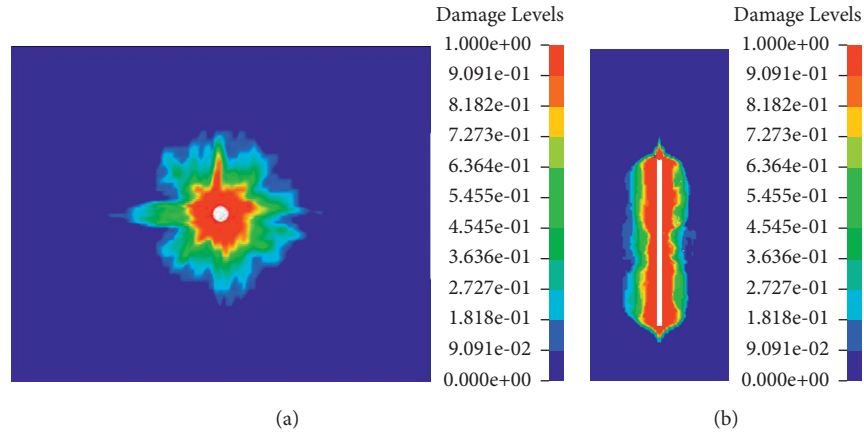 Damage Levels
1.000e+00
9.091e-01
8.182e-01
7.273e-01
6.364e-01
5.455e-01
4.545e-01
3.636e-01
2.727e-01
1.818e-01
9.091e-02
0.000e+00
(a)
Damage Levels
1.000e+00
9.091e-01
8.182e-01
7.273e-01
6.364e-01
5.455e-01
4.545e-01
3.636e-01
2.727e-01
1.818e-01
9.091e-02
0.000e+00
(b)